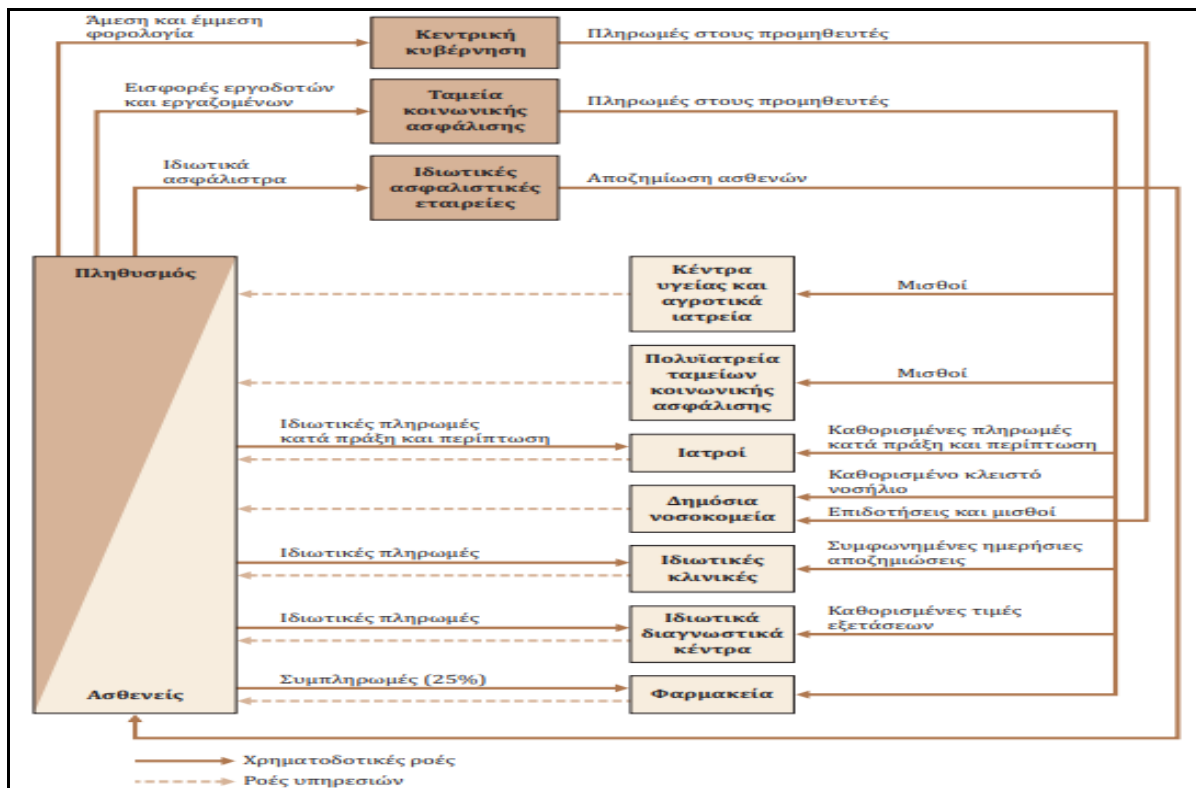 Άμεση και έμμεση
φορολογία
Κεντρική
κυβέρνηση
Πληρωμές στους προμηθευτές
Εισφορές εργοδοτών
και εργαζομένων
Ταμεία
κοινωνικής
ασφάλισης
Πληρωμές στους προμηθευτές
Ιδιωτικά
ασφάλιστρα
Ιδιωτικές
ασφαλιστικές
εταιρείες
Αποζημίωση ασθενών
Πληθυσμός
Κέντρα
υγείας και
αγροτικά
ιατρεία
Μισθοί
Πολυϊατρεία
ταμείων
κοινωνικής
ασφάλισης
Μισθοί
Ιδιωτικές πληρωμές
κατά πράξη και περίπτωση
Ιατροί
Καθορισμένες πληρωμές
κατά πράξη και περίπτωση
Δημόσια
νοσοκομεία
Καθορισμένο κλειστό
νοσήλιο
Επιδοτήσεις και μισθοί
Ιδιωτικές πληρωμές
Ιδιωτικές
κλινικές
Συμφωνημένες ημερήσιες
αποζημιώσεις
Ιδιωτικές πληρωμές
Ιδιωτικά
διαγνωστικά
κέντρα
Καθορισμένες τιμές
εξετάσεων
Ασθενείς
Συμπληρωμές (25%)
Φαρμακεία
Χρηματοδοτικές ροές
Ροές υπηρεσιών